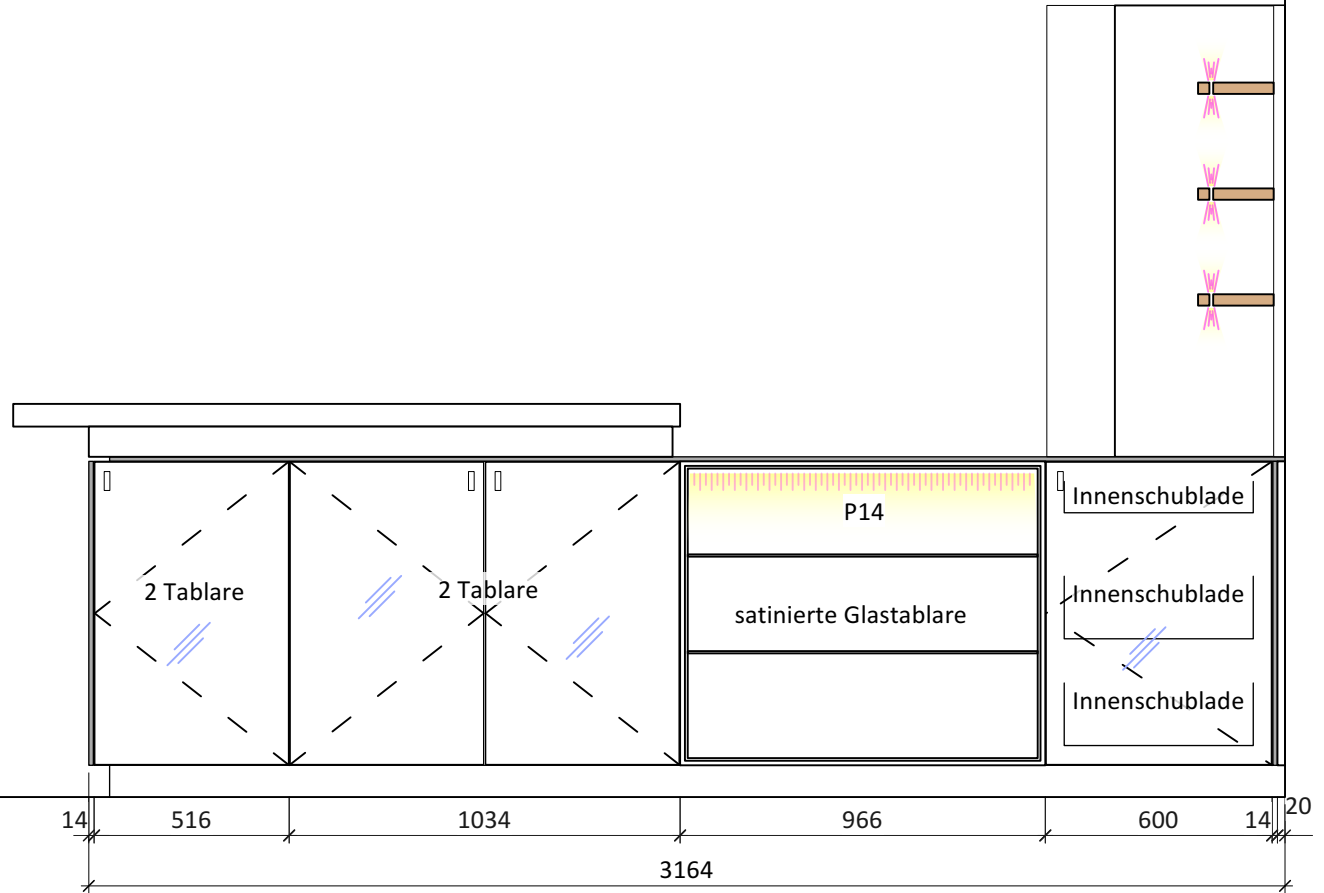 P14
Innenschublade
2 Tablare
2 Tablare
satinierte Glastablare
Innenschublade
Innenschublade
14 516 1034 966 600 14 20
3164